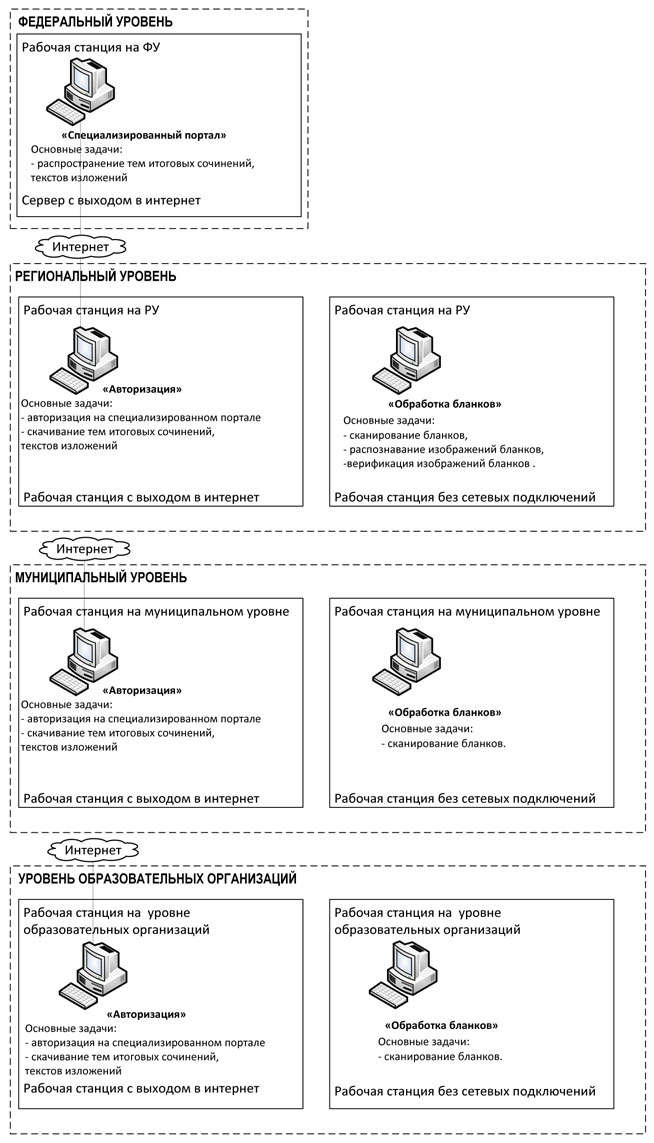 ФЕДЕРАЛЬНЫЙ УРОВЕНЬ
Рабочая станция на ФУ
«Специализированный портал»
Основные задачи:
- распространение тем итоговых сочинений,
текстов изложений
Сервер с выходом в интернет
Интернет
РЕГИОНАЛЬНЫЙ УРОВЕНЬ
Рабочая станция на РУ
«Авторизация»
Основные задачи:
- авторизация на специализированном портале
- скачивание тем итоговых сочинений,
текстов изложений
Рабочая станция с выходом в интернет
Рабочая станция на РУ
«Обработка бланков»
Основные задачи:
- сканирование бланков,
- распознавание изображений бланков,
-верификация изображений бланков .
Рабочая станция без сетевых подключений
Интернет
МУНИЦИПАЛЬНЫЙ УРОВЕНЬ
Рабочая станция на муниципальном уровне
«Авторизация»
Основные задачи:
- авторизация на специализированном портале
- скачивание тем итоговых сочинений,
текстов изложений
Рабочая станция с выходом в интернет
Рабочая станция на муниципальном уровне
«Обработка бланков»
Основные задачи:
- сканирование бланков.
Рабочая станция без сетевых подключений
Интернет
УРОВЕНЬ ОБРАЗОВАТЕЛЬНЫХ ОРГАНИЗАЦИЙ
Рабочая станция на уровне
образовательных организаций
«Авторизация»
Основные задачи:
- авторизация на специализированном портале
- скачивание тем итоговых сочинений,
текстов изложений
Рабочая станция с выходом в интернет
Рабочая станция на уровне
образовательных организаций
«Обработка бланков»
Основные задачи:
- сканирование бланков.
Рабочая станция без сетевых подключений